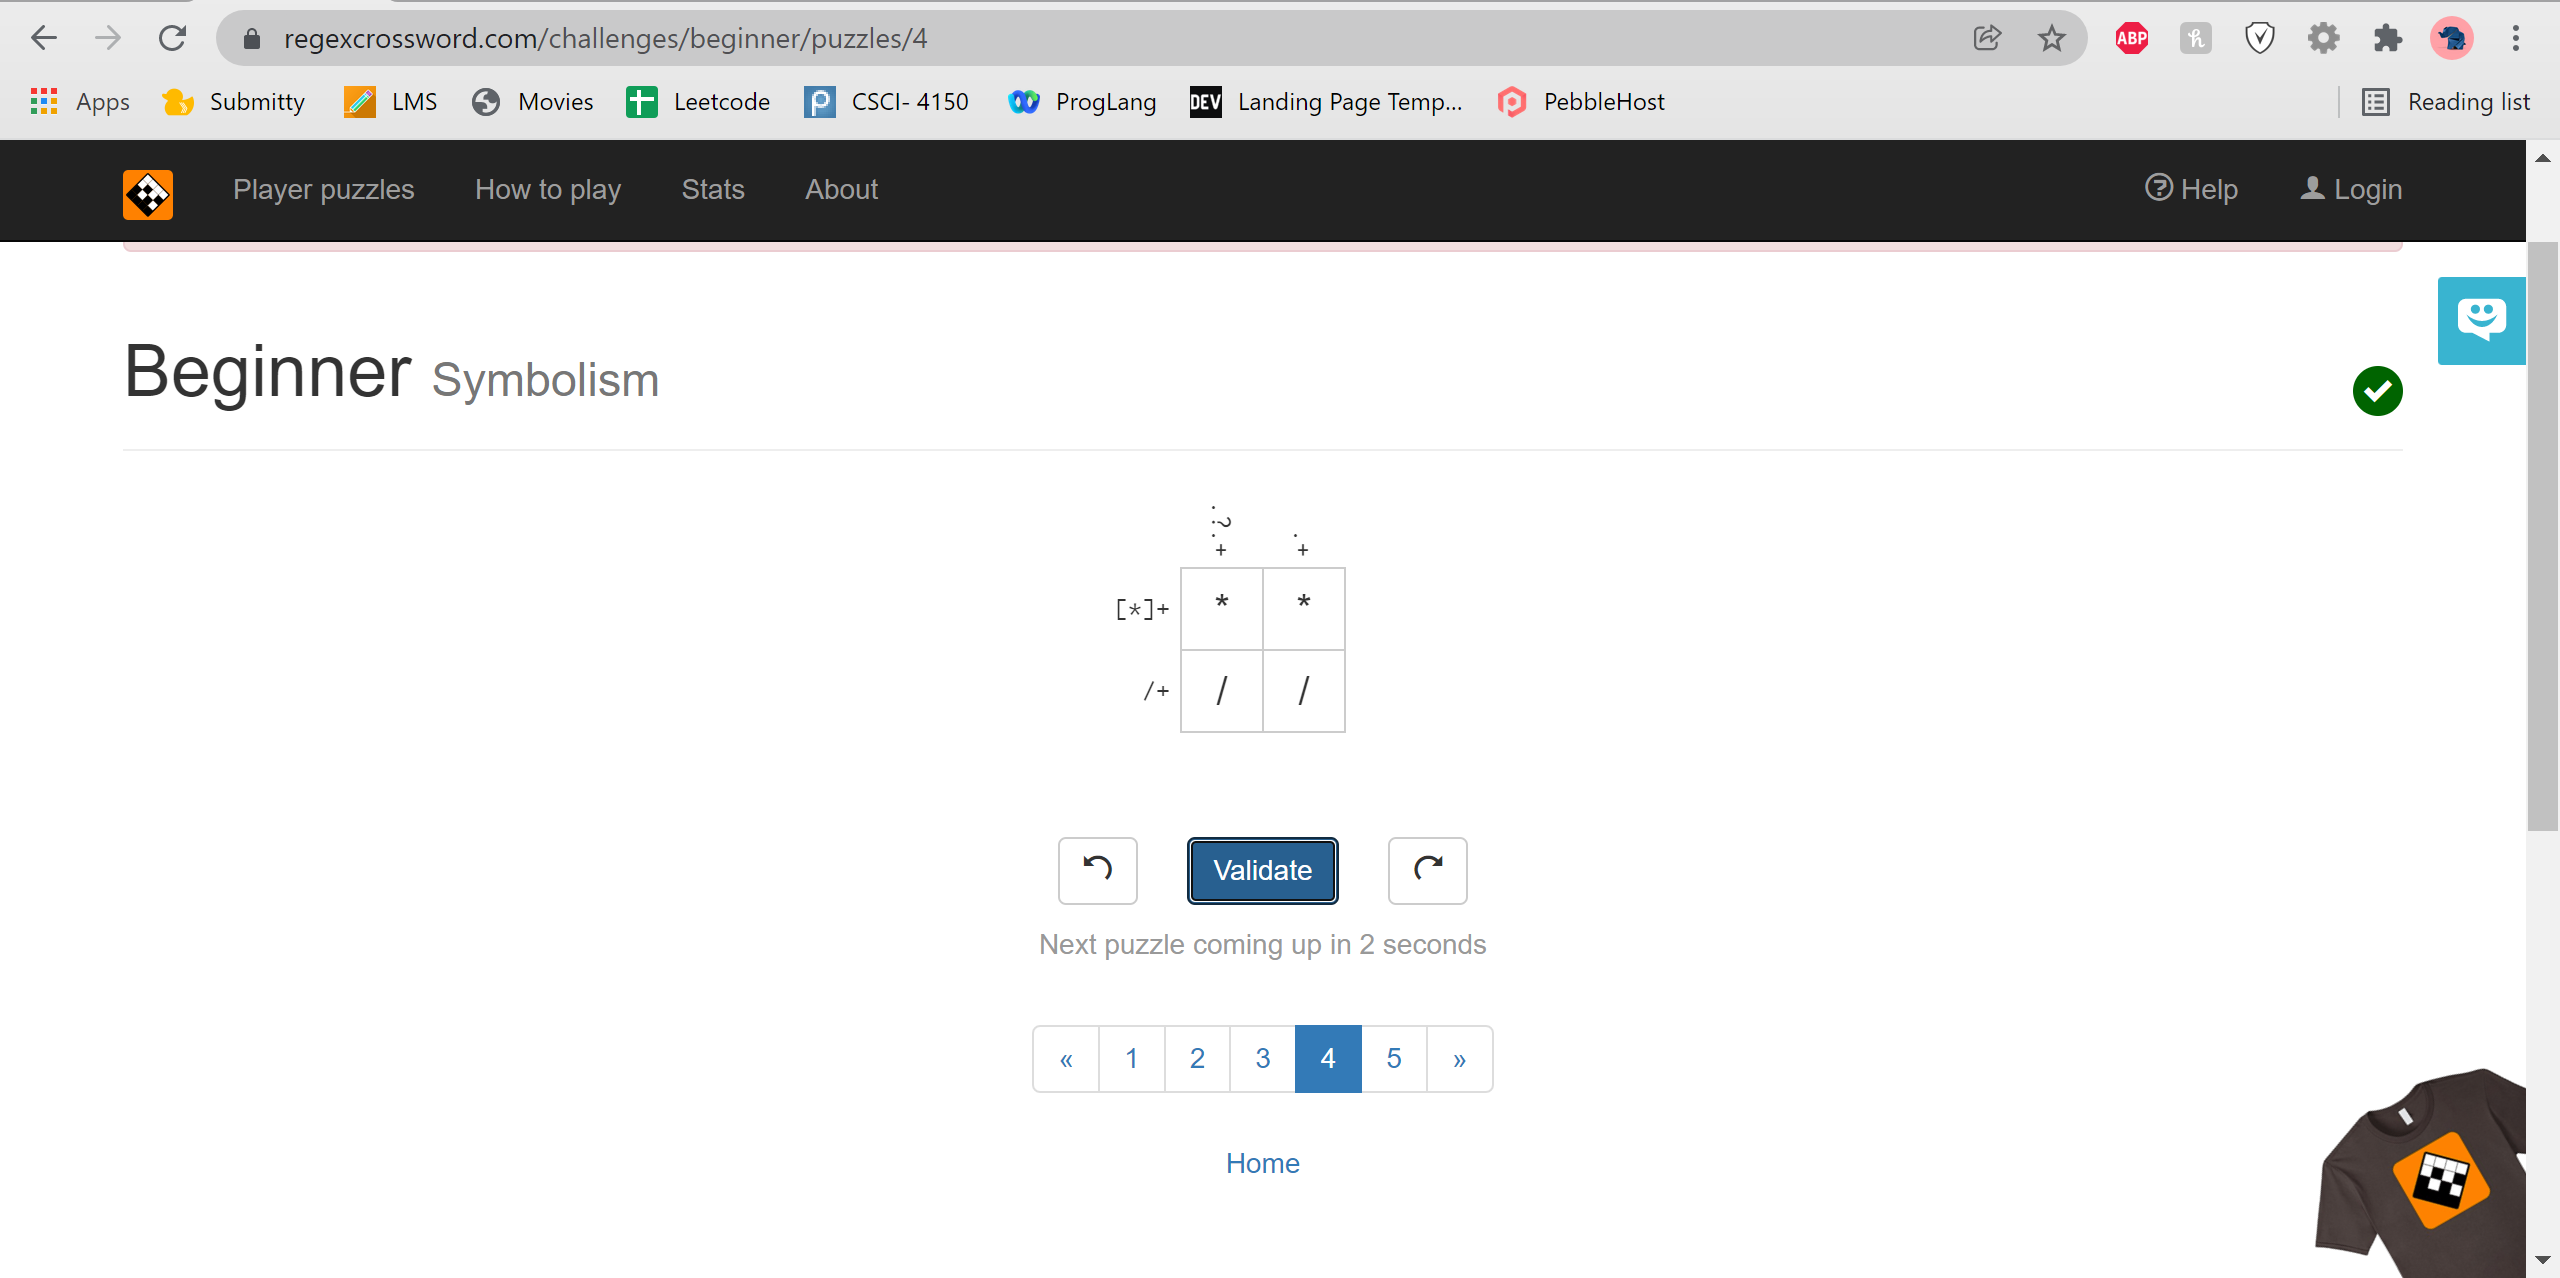 regexcrossword.com/challenges/beginner/puzzles/4
ABP
Apps Submitty LMS Movies Leetcode CSCI- 4150 ProgLang DEV Landing Page Temp... PebbleHost Reading list
Player puzzles How to play Stats About Help Login
Beginner Symbolism
.?.+ .+
[*]+ * *
/+ / /
Validate
Next puzzle coming up in 2 seconds
« 1 2 3 4 5 »
Home